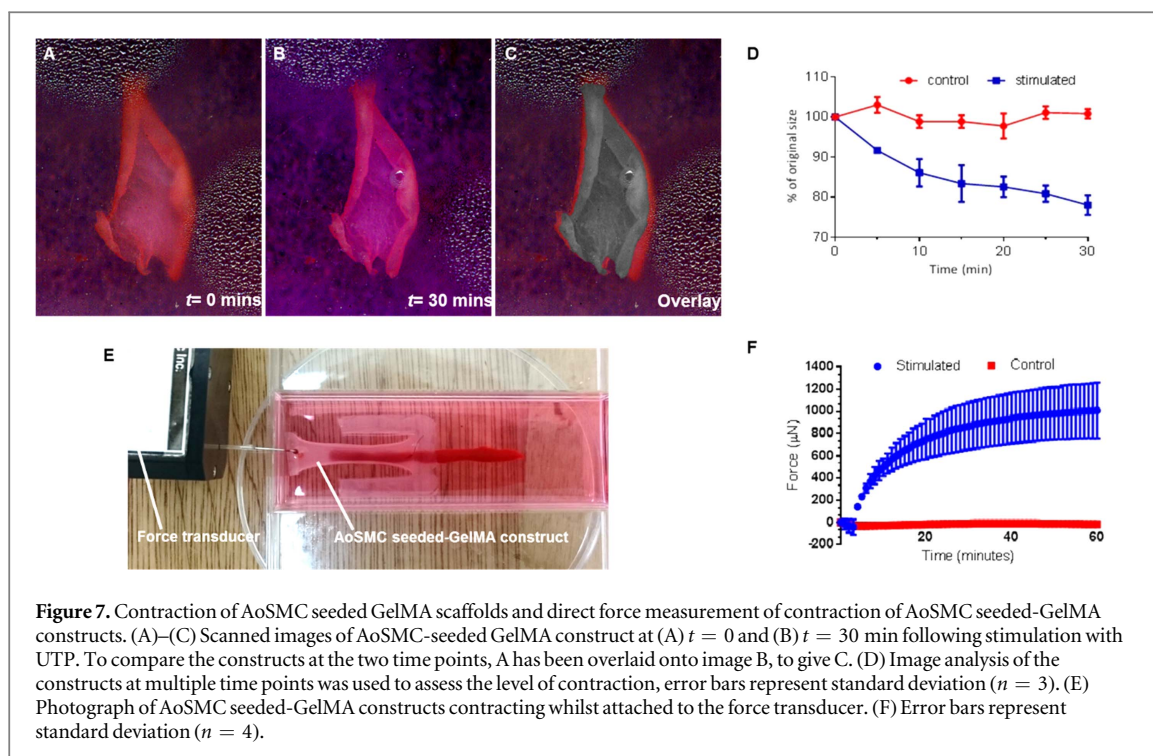 A
B
C
t= 0 mins
t= 30 mins
Overlay
D
control
stimulated
110
100
90
80
70
% of original size
0
10
20
30
Time (min)
E
Inc.
Force transducer
AoSMC seeded-GelMA construct
F
Stimulated
Control
1400
1200
1000
800
600
400
200
0
-200
Force (µN)
20
40
60
Time (minutes)
Figure 7. Contraction of AoSMC seeded GelMA scaffolds and direct force measurement of contraction of AoSMC seeded-GelMA
constructs. (A)–(C) Scanned images of AoSMC-seeded GelMA construct at (A) t = 0 and (B) t = 30 min following stimulation with
UTP. To compare the constructs at the two time points, A has been overlaid onto image B, to give C. (D) Image analysis of the
constructs at multiple time points was used to assess the level of contraction, error bars represent standard deviation (n = 3). (E)
Photograph of AoSMC seeded-GelMA constructs contracting whilst attached to the force transducer. (F) Error bars represent
standard deviation (n = 4).